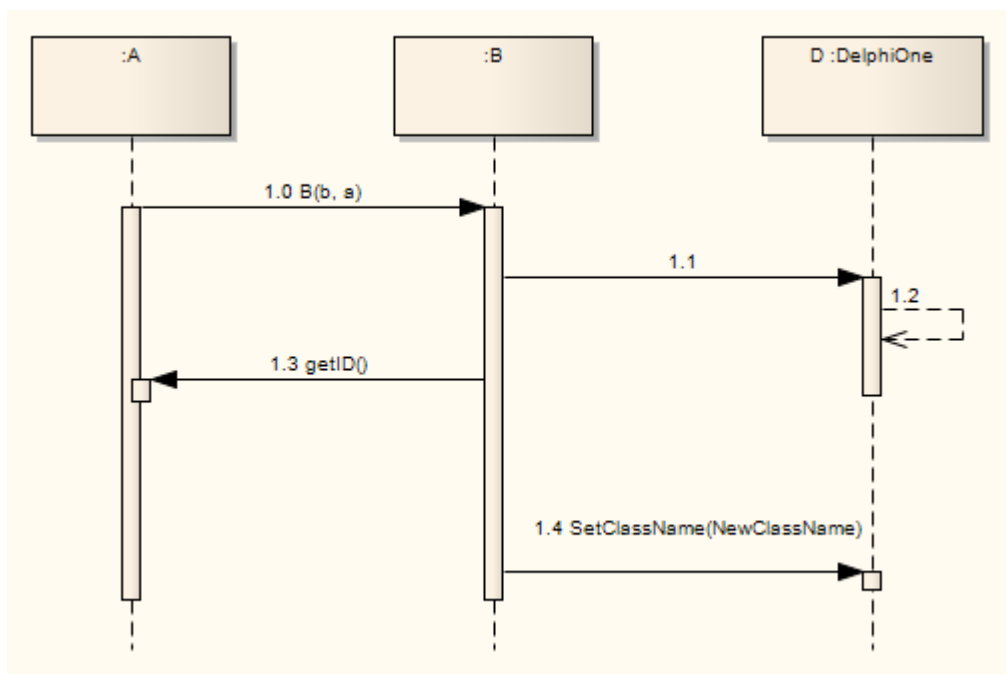 :A
:B
D :DelphiOne
1.0 B(b, a)
1.1
1.2
1.3 getID()
1.4 SetClassName(NewClassName)